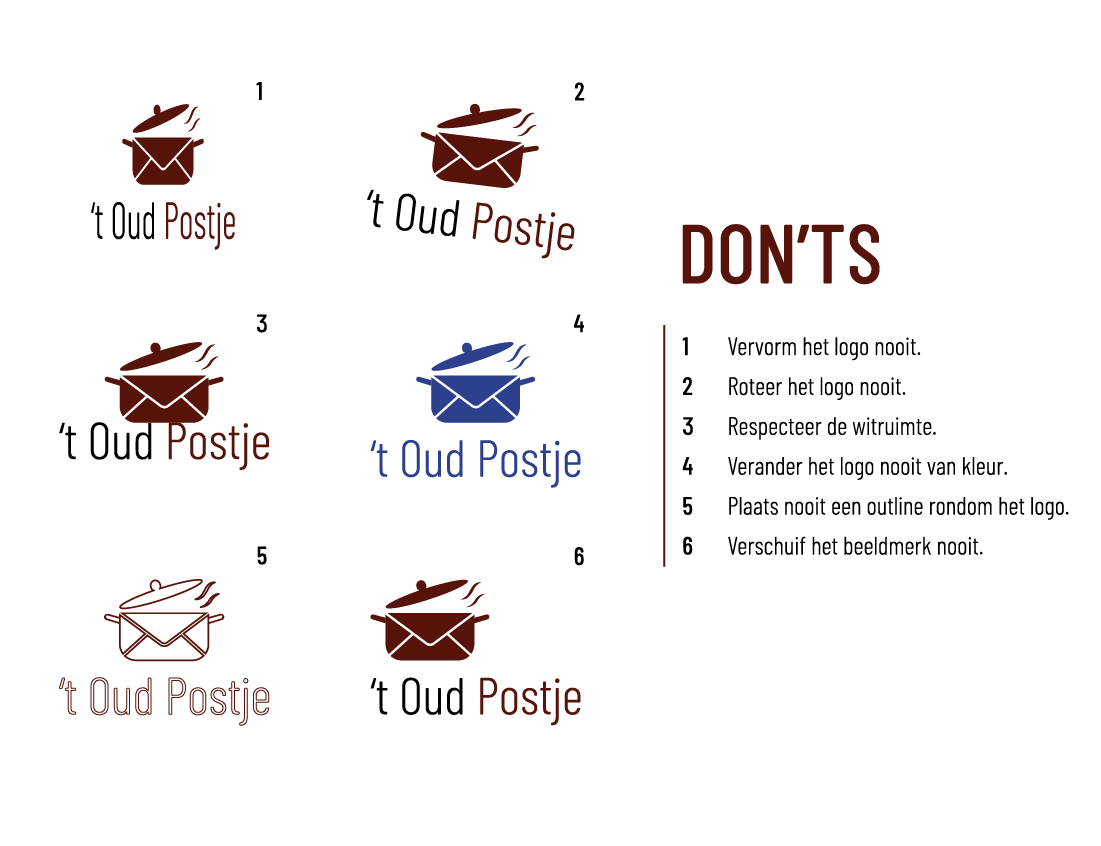 1
‘t Oud Postje
2
‘t Oud Postje
3
‘t Oud Postje
4
‘t Oud Postje
5
‘t Oud Postje
6
‘t Oud Postje
DON’TS
1 Vervorm het logo nooit.
2 Roteer het logo nooit.
3 Respecteer de witruimte.
4 Verander het logo nooit van kleur.
5 Plaats nooit een outline rondom het logo.
6 Verschuif het beeldmerk nooit.